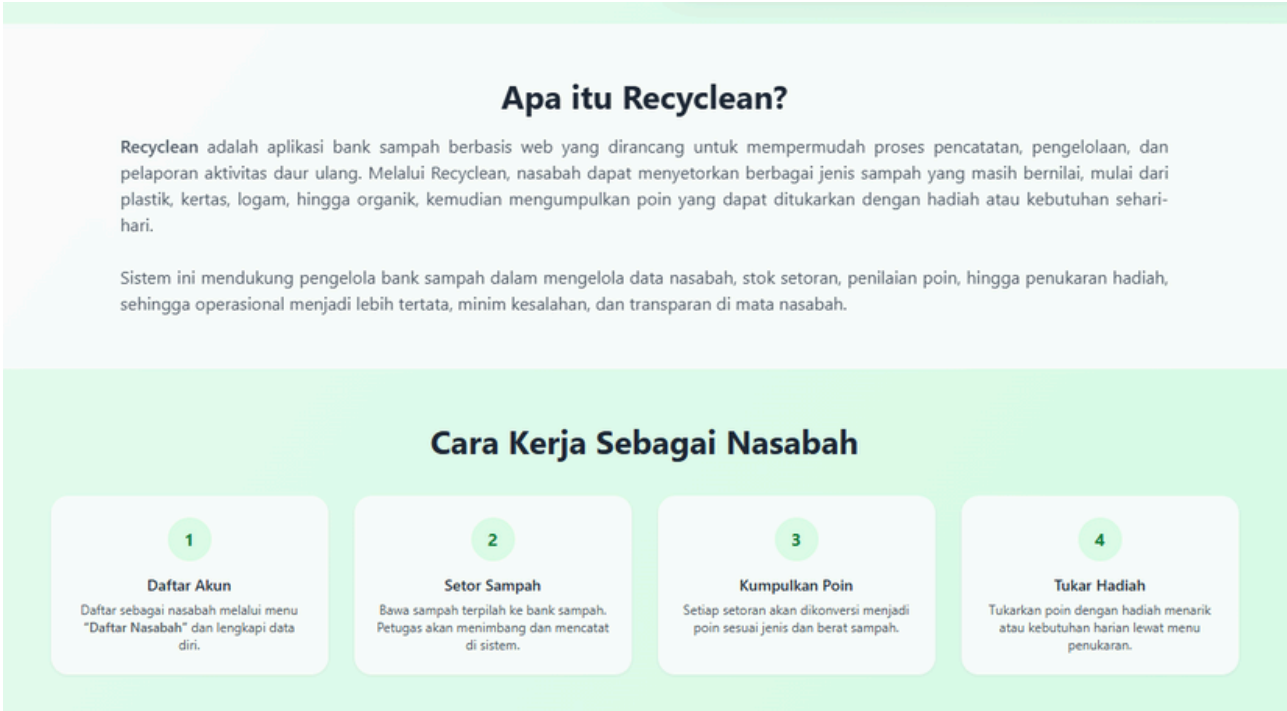 Apa itu Recyclean?
Recyclean adalah aplikasi bank sampah berbasis web yang dirancang untuk mempermudah proses pencatatan, pengelolaan, dan
pelaporan aktivitas daur ulang. Melalui Recyclean, nasabah dapat menyetorkan berbagai jenis sampah yang masih bernilai, mulai dari
plastik, kertas, logam, hingga organik, kemudian mengumpulkan poin yang dapat ditukarkan dengan hadiah atau kebutuhan sehari-
hari.
Sistem ini mendukung pengelola bank sampah dalam mengelola data nasabah, stok setoran, penilaian poin, hingga penukaran hadiah,
sehingga operasional menjadi lebih tertata, minim kesalahan, dan transparan di mata nasabah.
Cara Kerja Sebagai Nasabah
1
Daftar Akun
Daftar sebagai nasabah melalui menu
“Daftar Nasabah” dan lengkapi data
diri.
2
Setor Sampah
Bawa sampah terpilah ke bank sampah.
Petugas akan menimbang dan mencatat
di sistem.
3
Kumpulkan Poin
Setiap setoran akan dikonversi menjadi
poin sesuai jenis dan berat sampah.
4
Tukar Hadiah
Tukarkan poin dengan hadiah menarik
atau kebutuhan harian lewat menu
penukaran.